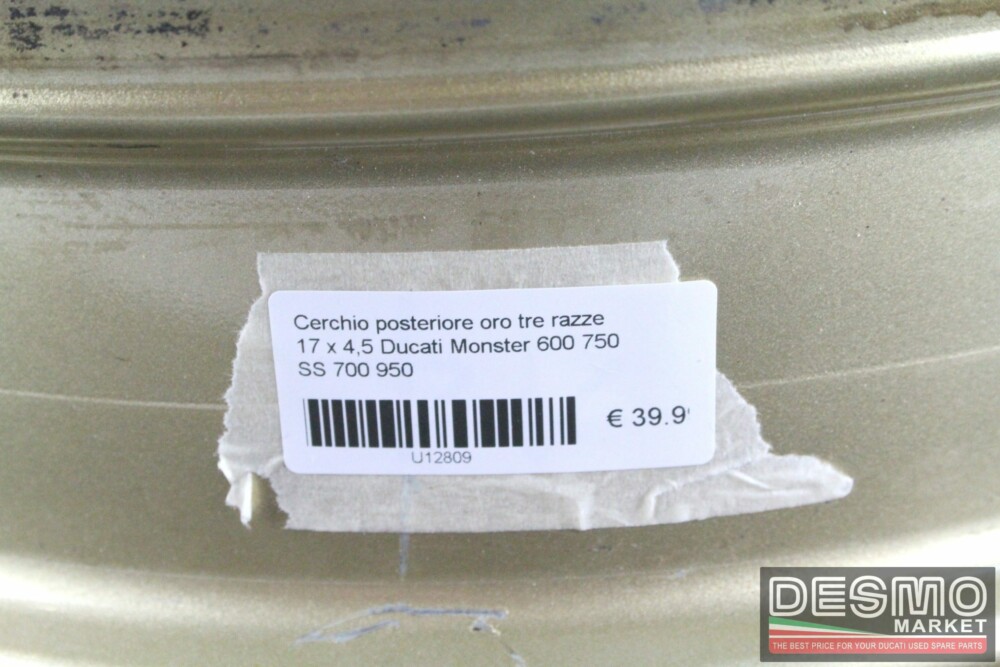 Cerchio posteriore oro tre razze
17 x 4,5 Ducati Monster 600 750
SS 700 950
€ 39.9
U12809
DESMO
MARKET
THE BEST PRICE FOR YOUR DUCATI USED SPARE PARTS